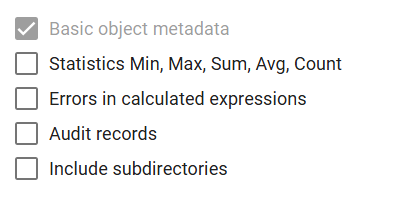 Basic object metadata
Statistics Min, Max, Sum, Avg, Count
Errors in calculated expressions
Audit records
Include subdirectories